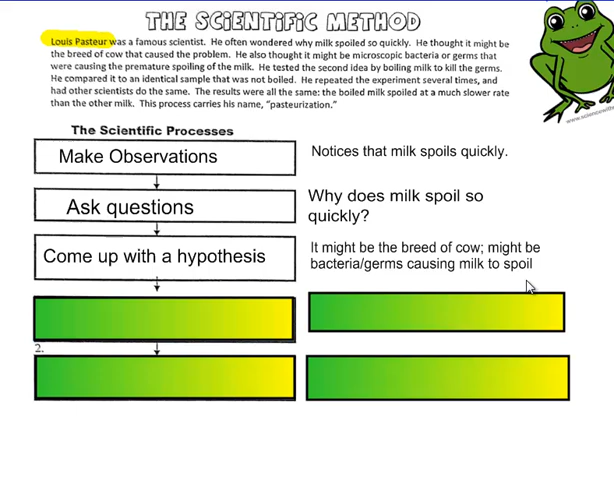 THE SCIENTIFIC METHOD
Louis Pasteur was a famous scientist. He often wondered why milk spoiled so quickly. He thought it might be
the breed of cow that caused the problem. He also thought it might be microscopic bacteria or germs that
were causing the premature spoiling of the milk. He tested the second idea by boiling milk to kill the germs.
He compared it to an identical sample that was not boiled. He repeated the experiment several times, and
had other scientists do the same. The results were all the same: the boiled milk spoiled at a much slower rate
than the other milk. This process carries his name, "pasteurization."
The Scientific Processes
Make Observations
Notices that milk spoils quickly.
Ask questions
Why does milk spoil so
quickly?
Come up with a hypothesis
It might be the breed of cow; might be
bacteria/germs causing milk to spoil
2.